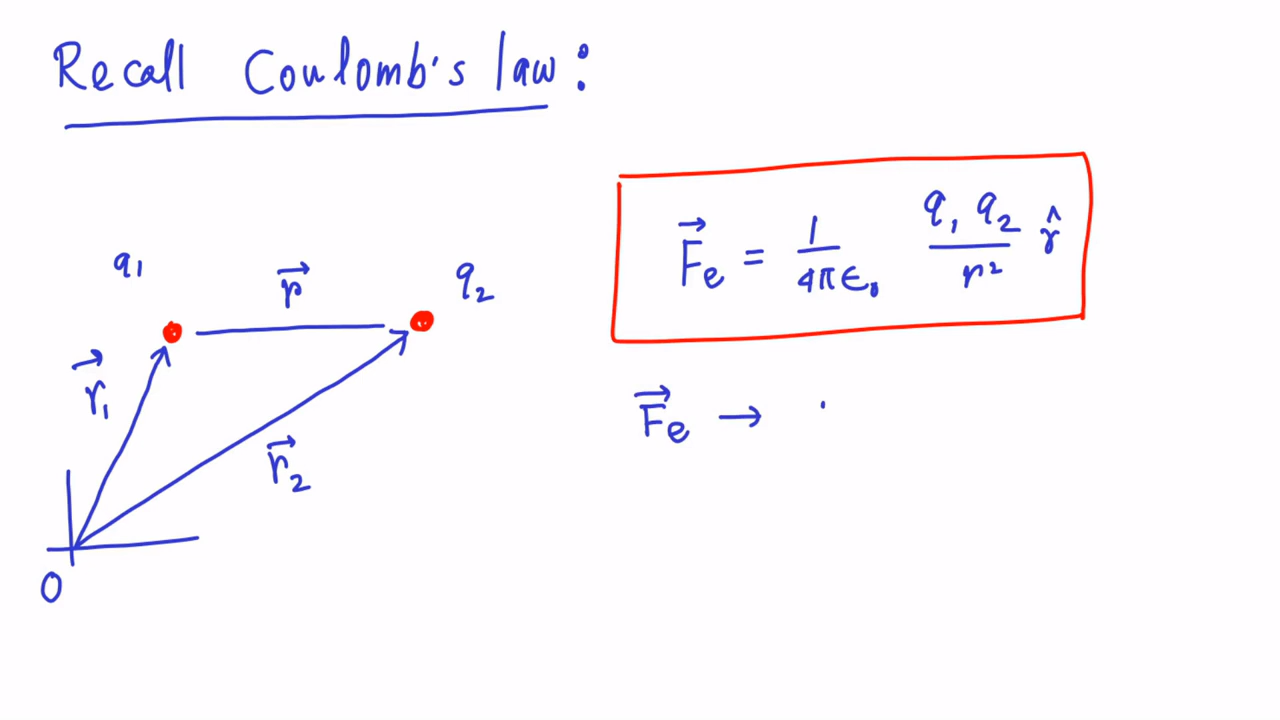 Recall Coulomb's law:
q₁
r⃗
q₂
r⃗₁
r⃗₂
O
F⃗e = 1/4πϵ₀ q₁ q₂/r² r̂
F⃗e →